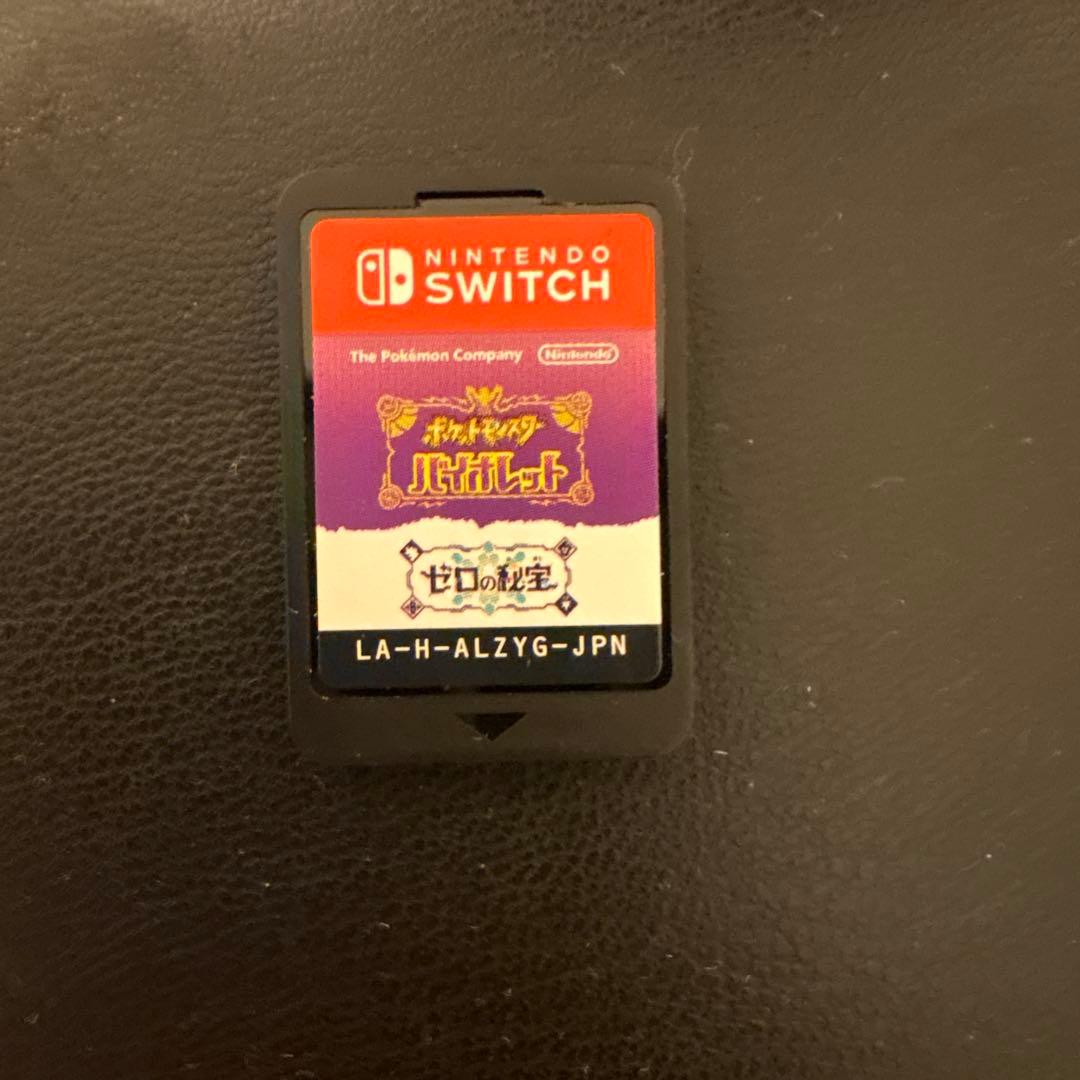 NINTENDO
SWITCH
The Pokémon Company Nintendo
ポケットモンスター
バイオレット
ゼロの秘宝
LA-H-ALZYG-JPN